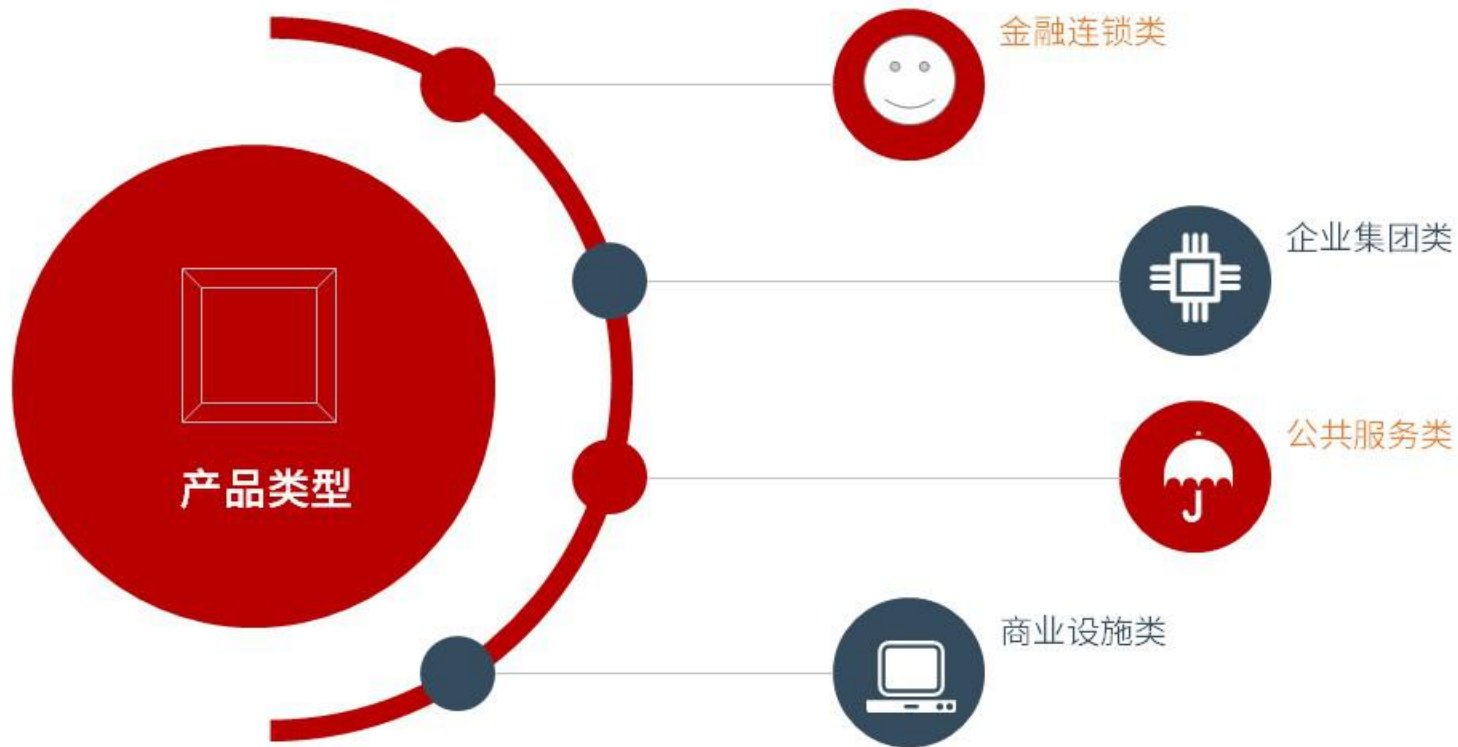 金融连锁类
企业集团类
产品类型
公共服务类
商业设施类